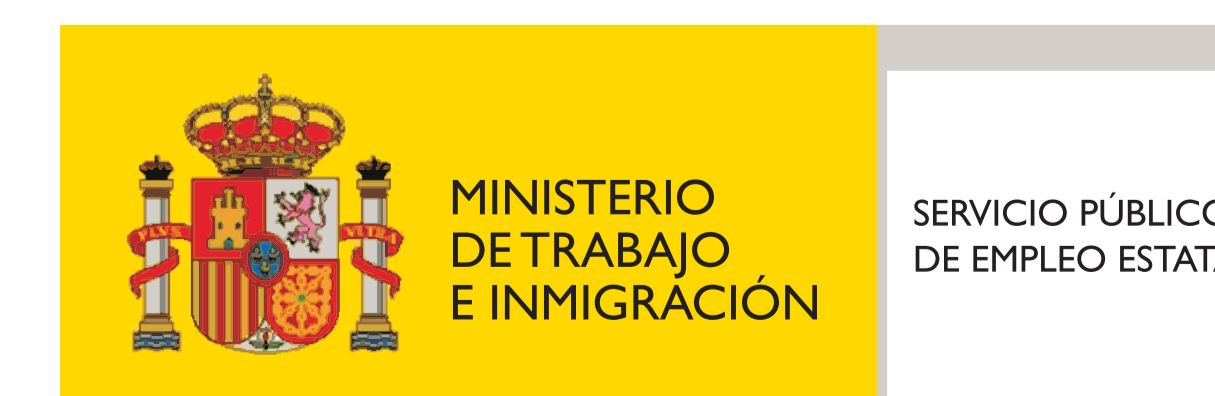 MINISTERIO
DE TRABAJO
E INMIGRACIÓN
SERVICIO PÚBLICO
DE EMPLEO